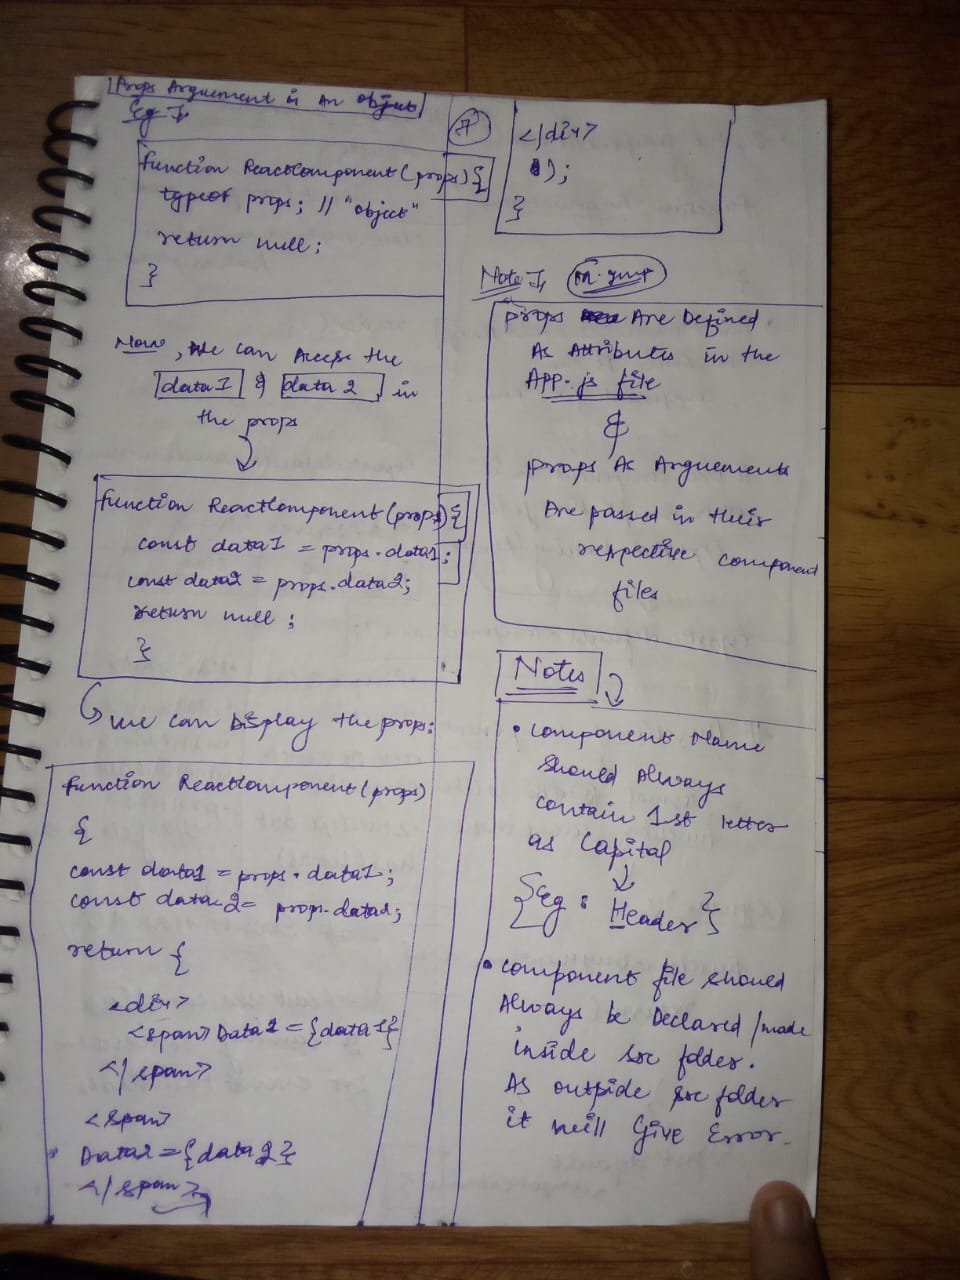 Props Arguement is An Object
Eg I,
function ReactComponent(props){
typeof props; // "object"
return null;
}
Now, We can Access the
data1 & data2 in
the props
function ReactComponent(props){
const data1 = props.data1;
const data2 = props.data2;
return null;
}
We can Display the props:
function ReactComponent(props)
{
const data1 = props.data1;
const data2 =
return {
<div>
<span> Data1 = {data1}
</span>
<span>
Data2 = {data2}
</span>
7
</div>
);
}
Note I,
props Are Defined
As Attributes in the
App.js file
&
props As Arguements
Are passed in their
respective component
files
Notes
• Component Name
Should Always
contain 1st letter
as Capital
{Eg: Header}
• Component file should
Always be Declared/made
inside src folder.
As outside src folder
it will Give Error.